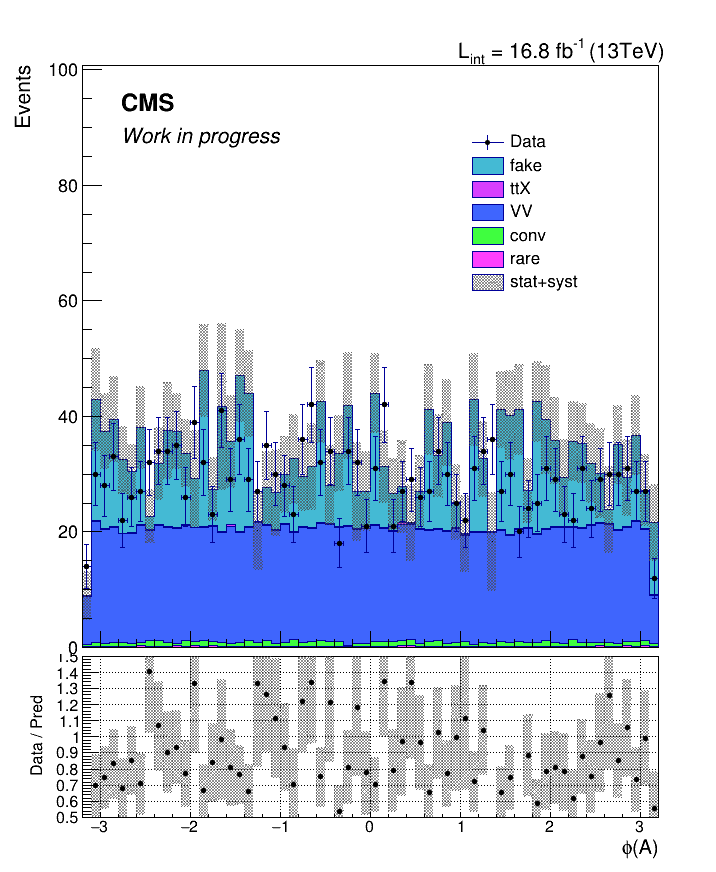 L_int = 16.8 fb^-1 (13TeV)
Events
100
CMS
Work in progress
Data
fake
ttX
VV
conv
rare
stat+syst
80
60
40
20
0
Data / Pred
1.5
1.4
1.3
1.2
1.1
1
0.9
0.8
0.7
0.6
0.5
−3 −2 −1 0 1 2 3
ϕ(A)